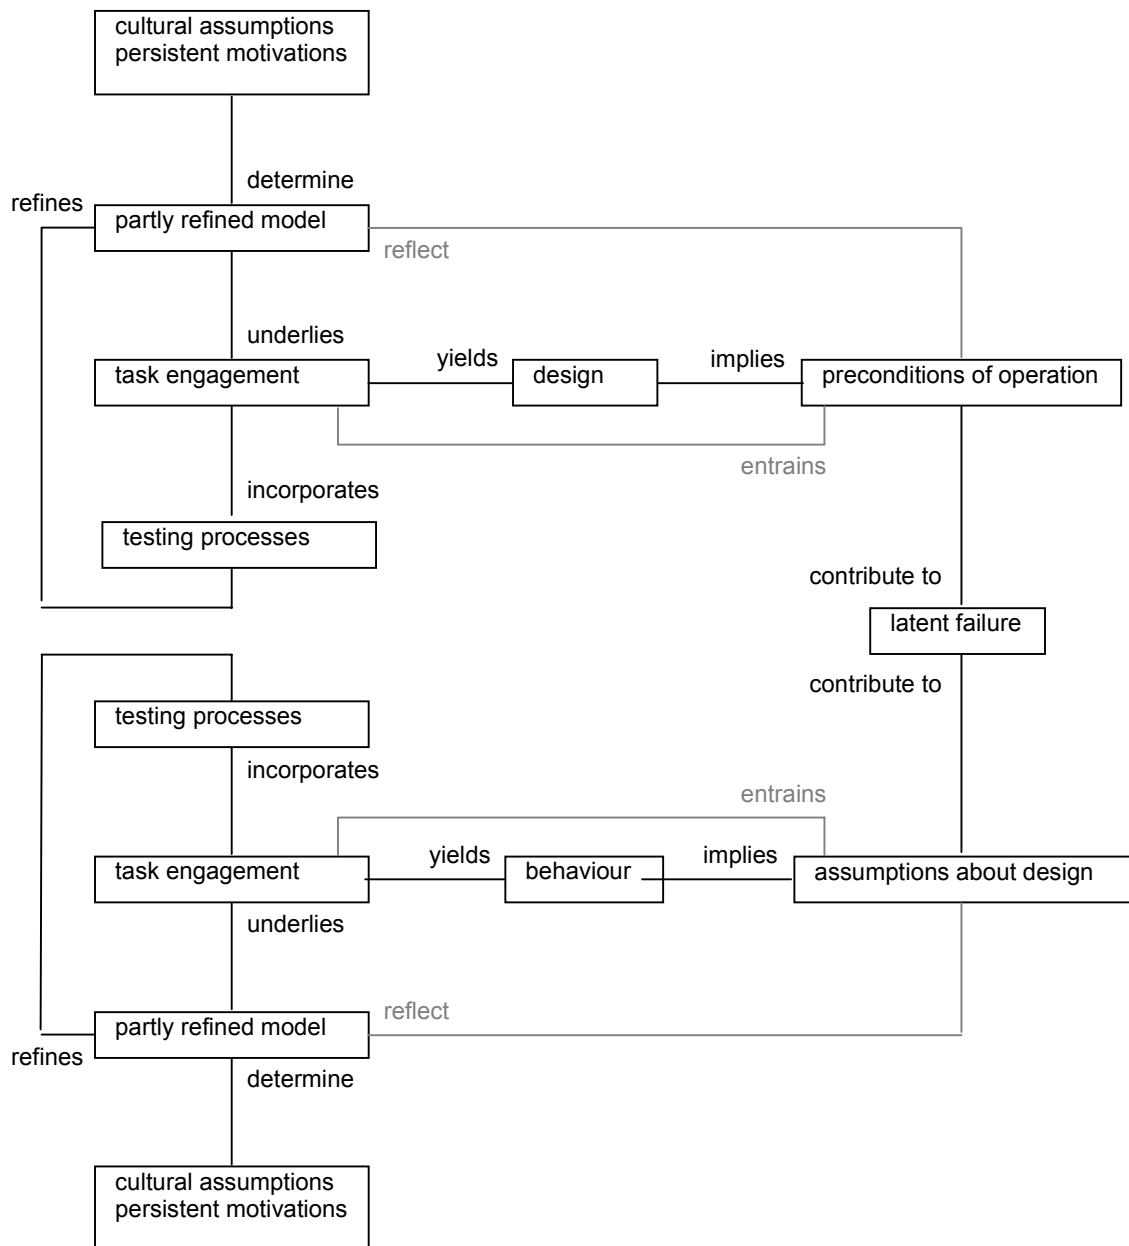 cultural assumptions
persistent motivations
determine
refines
partly refined model
reflect
underlies
yields
implies
task engagement
design
preconditions of operation
entrains
incorporates
testing processes
contribute to
latent failure
contribute to
testing processes
incorporates
entrains
yields
implies
task engagement
behaviour
assumptions about design
underlies
reflect
partly refined model
refines
determine
cultural assumptions
persistent motivations